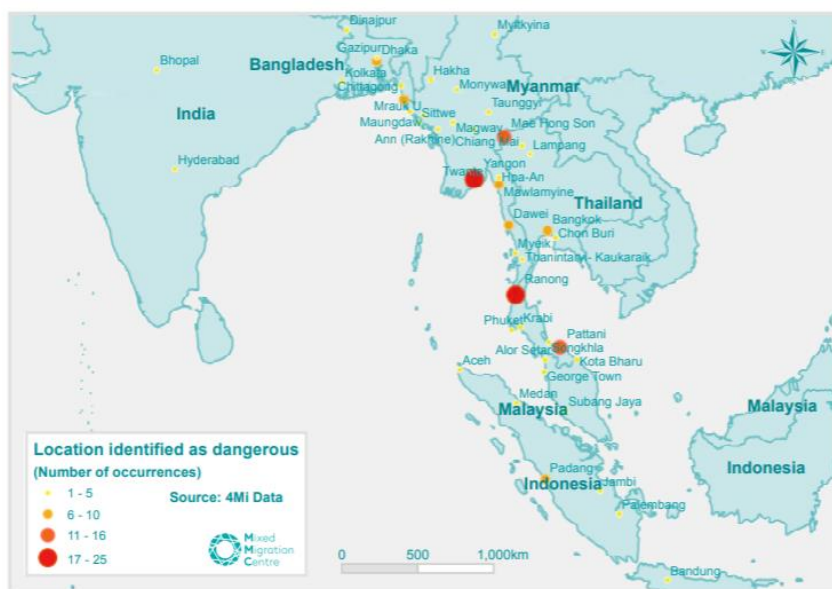 Dinajpur
Myitkyina
Gazipur Dhaka
Bhopal
Bangladesh
Hakha
Kolkata
Myanmar
Chittagong
Monywa
India
Mrauk U
Taunggyi
Sittwe
Maungdaw
Magway
Mae Hong Son
Ann (Rakhine)
Chiang Mai
Lampang
Hyderabad
Yangon
Twante
Hpa-An
Mawlamyine
Thailand
Dawei
Bangkok
Chon Buri
Myeik
Thanintaryi - Kaukaraik
Ranong
Phuket
Krabi
Pattani
Alor Setar
Songkhla
Aceh
Kota Bharu
George Town
Medan
Subang Jaya
Malaysia
Malaysia
Location identified as dangerous
(Number of occurrences)
1 - 5
Source: 4Mi Data
6 - 10
11 - 16
17 - 25
Mixed
Migration
Centre
Padang
Indonesia
Indonesia
Jambi
Palembang
0 500 1,000km
Bandung